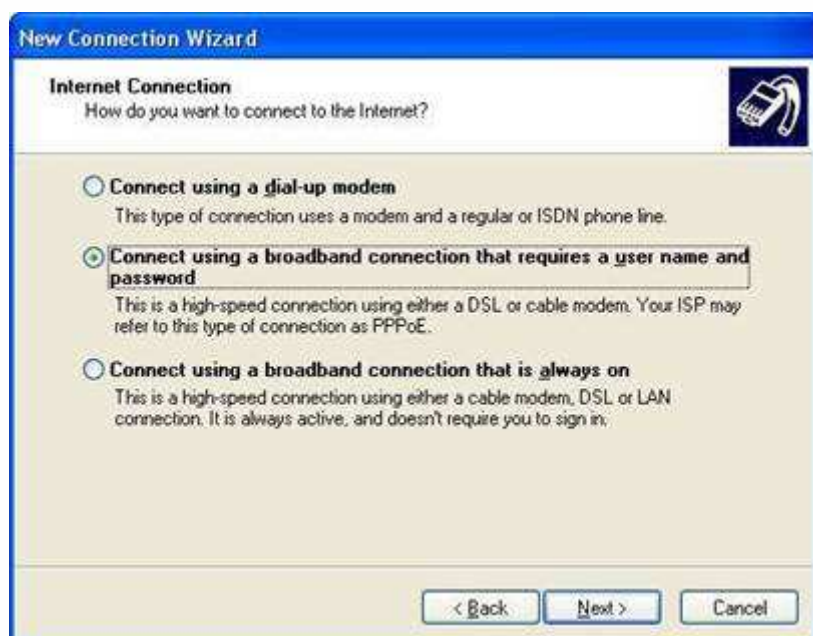 New Connection Wizard
Internet Connection
How do you want to connect to the Internet?
Connect using a dial-up modem
This type of connection uses a modem and a regular or ISDN phone line.
Connect using a broadband connection that requires a user name and
password
This is a high-speed connection using either a DSL or cable modem. Your ISP may
refer to this type of connection as PPPoE.
Connect using a broadband connection that is always on
This is a high-speed connection using either a cable modem, DSL or LAN
connection. It is always active, and doesn't require you to sign in.
< Back
Next >
Cancel